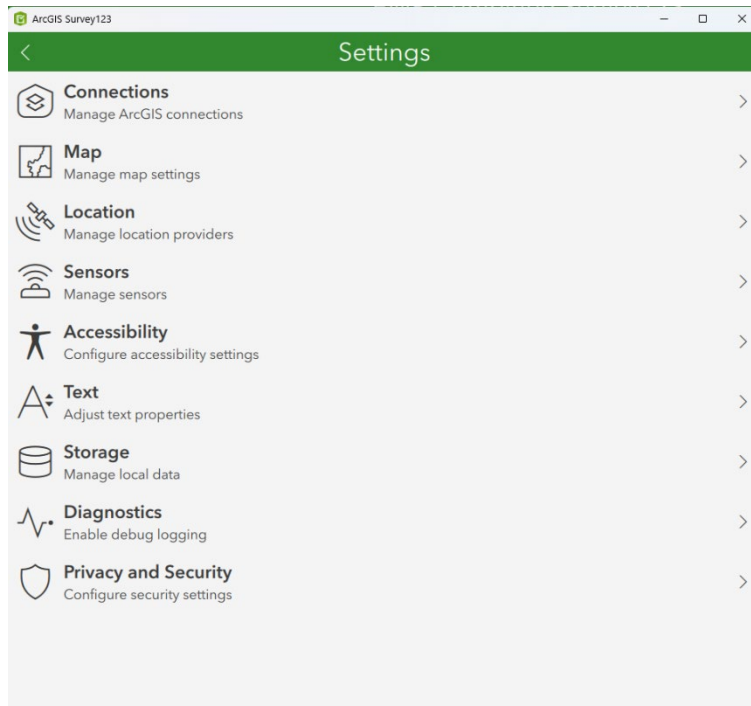 ArcGIS Survey123
Settings
Connections
Manage ArcGIS connections
Map
Manage map settings
Location
Manage location providers
Sensors
Manage sensors
Accessibility
Configure accessibility settings
Text
Adjust text properties
Storage
Manage local data
Diagnostics
Enable debug logging
Privacy and Security
Configure security settings